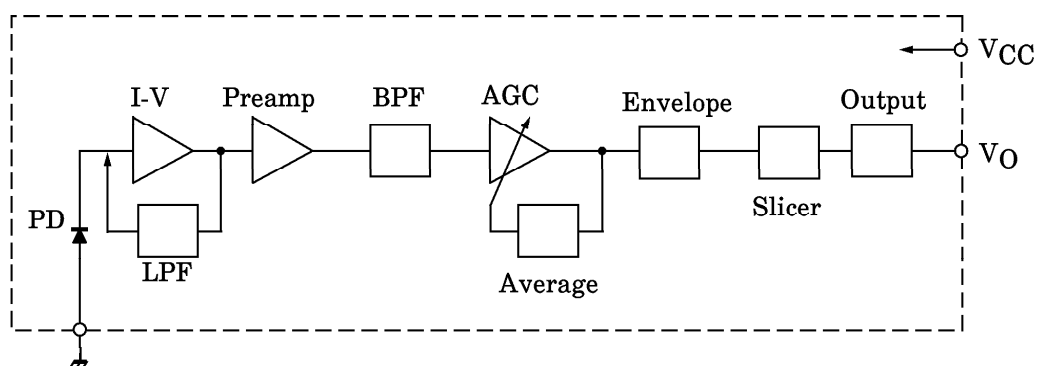 VCC
I-V
Preamp
BPF
AGC
Envelope
Output
VO
Slicer
PD
LPF
Average